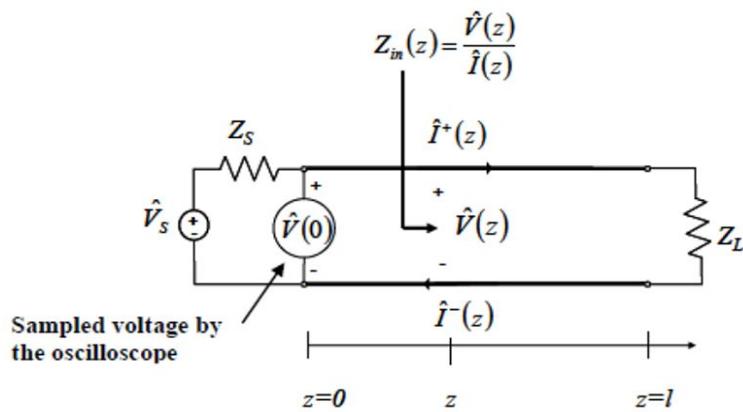 Z_in(z) = V̂(z) / Î(z)
Z_S
Î⁺(z)
+
+
V̂_s
+
-
V̂(0)
V̂(z)
Z_L
-
-
Sampled voltage by
the oscilloscope
Î⁻(z)
z=0
z
z=l